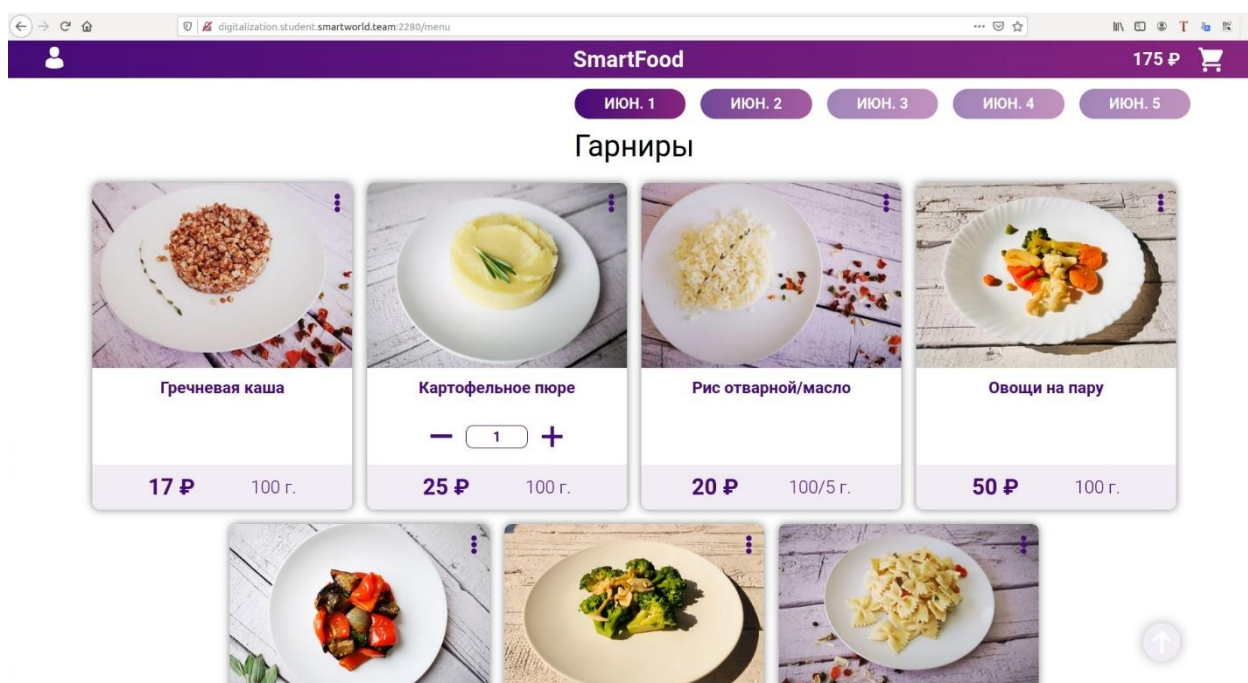 digitalization.student.smartworld.team:2280/menu
SmartFood
175 ₽
ИЮН. 1 ИЮН. 2 ИЮН. 3 ИЮН. 4 ИЮН. 5
Гарниры
Гречневая каша
Картофельное пюре
Рис отварной/масло
Овощи на пару
1
17 ₽ 100 г.
25 ₽ 100 г.
20 ₽ 100/5 г.
50 ₽ 100 г.